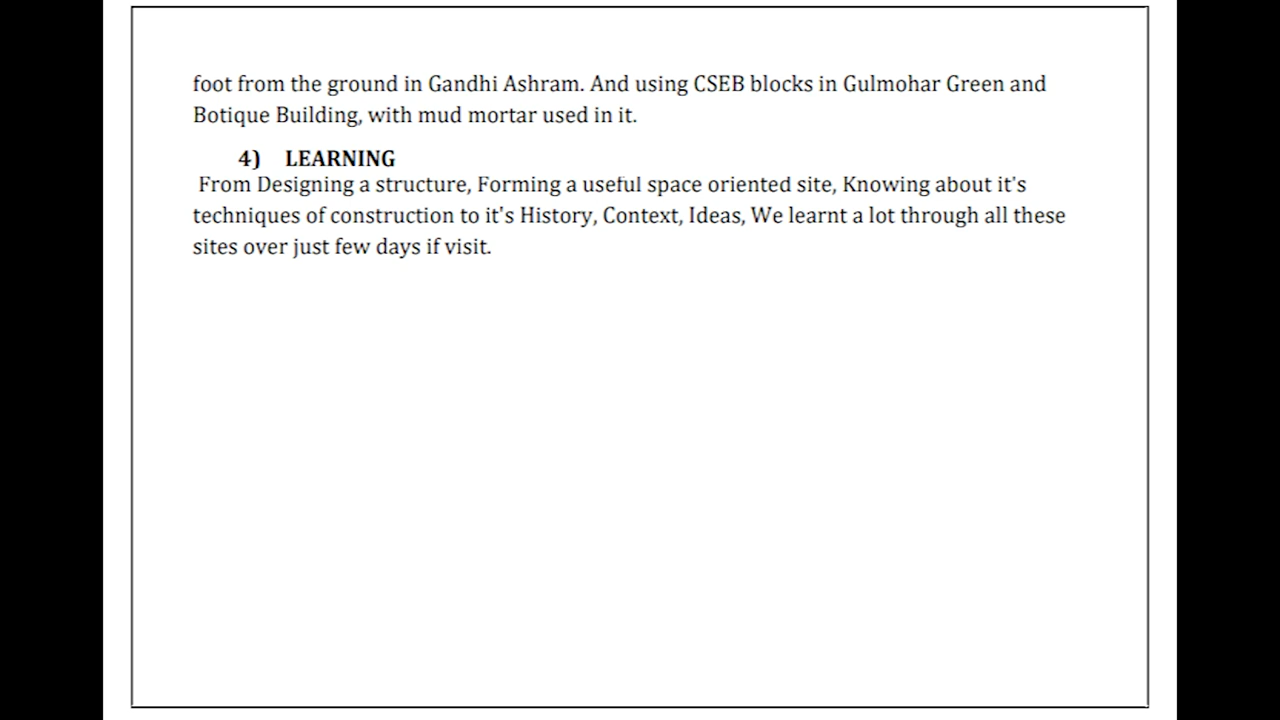 foot from the ground in Gandhi Ashram. And using CSEB blocks in Gulmohar Green and
Botique Building, with mud mortar used in it.
4) LEARNING
From Designing a structure, Forming a useful space oriented site, Knowing about it's
techniques of construction to it's History, Context, Ideas, We learnt a lot through all these
sites over just few days if visit.